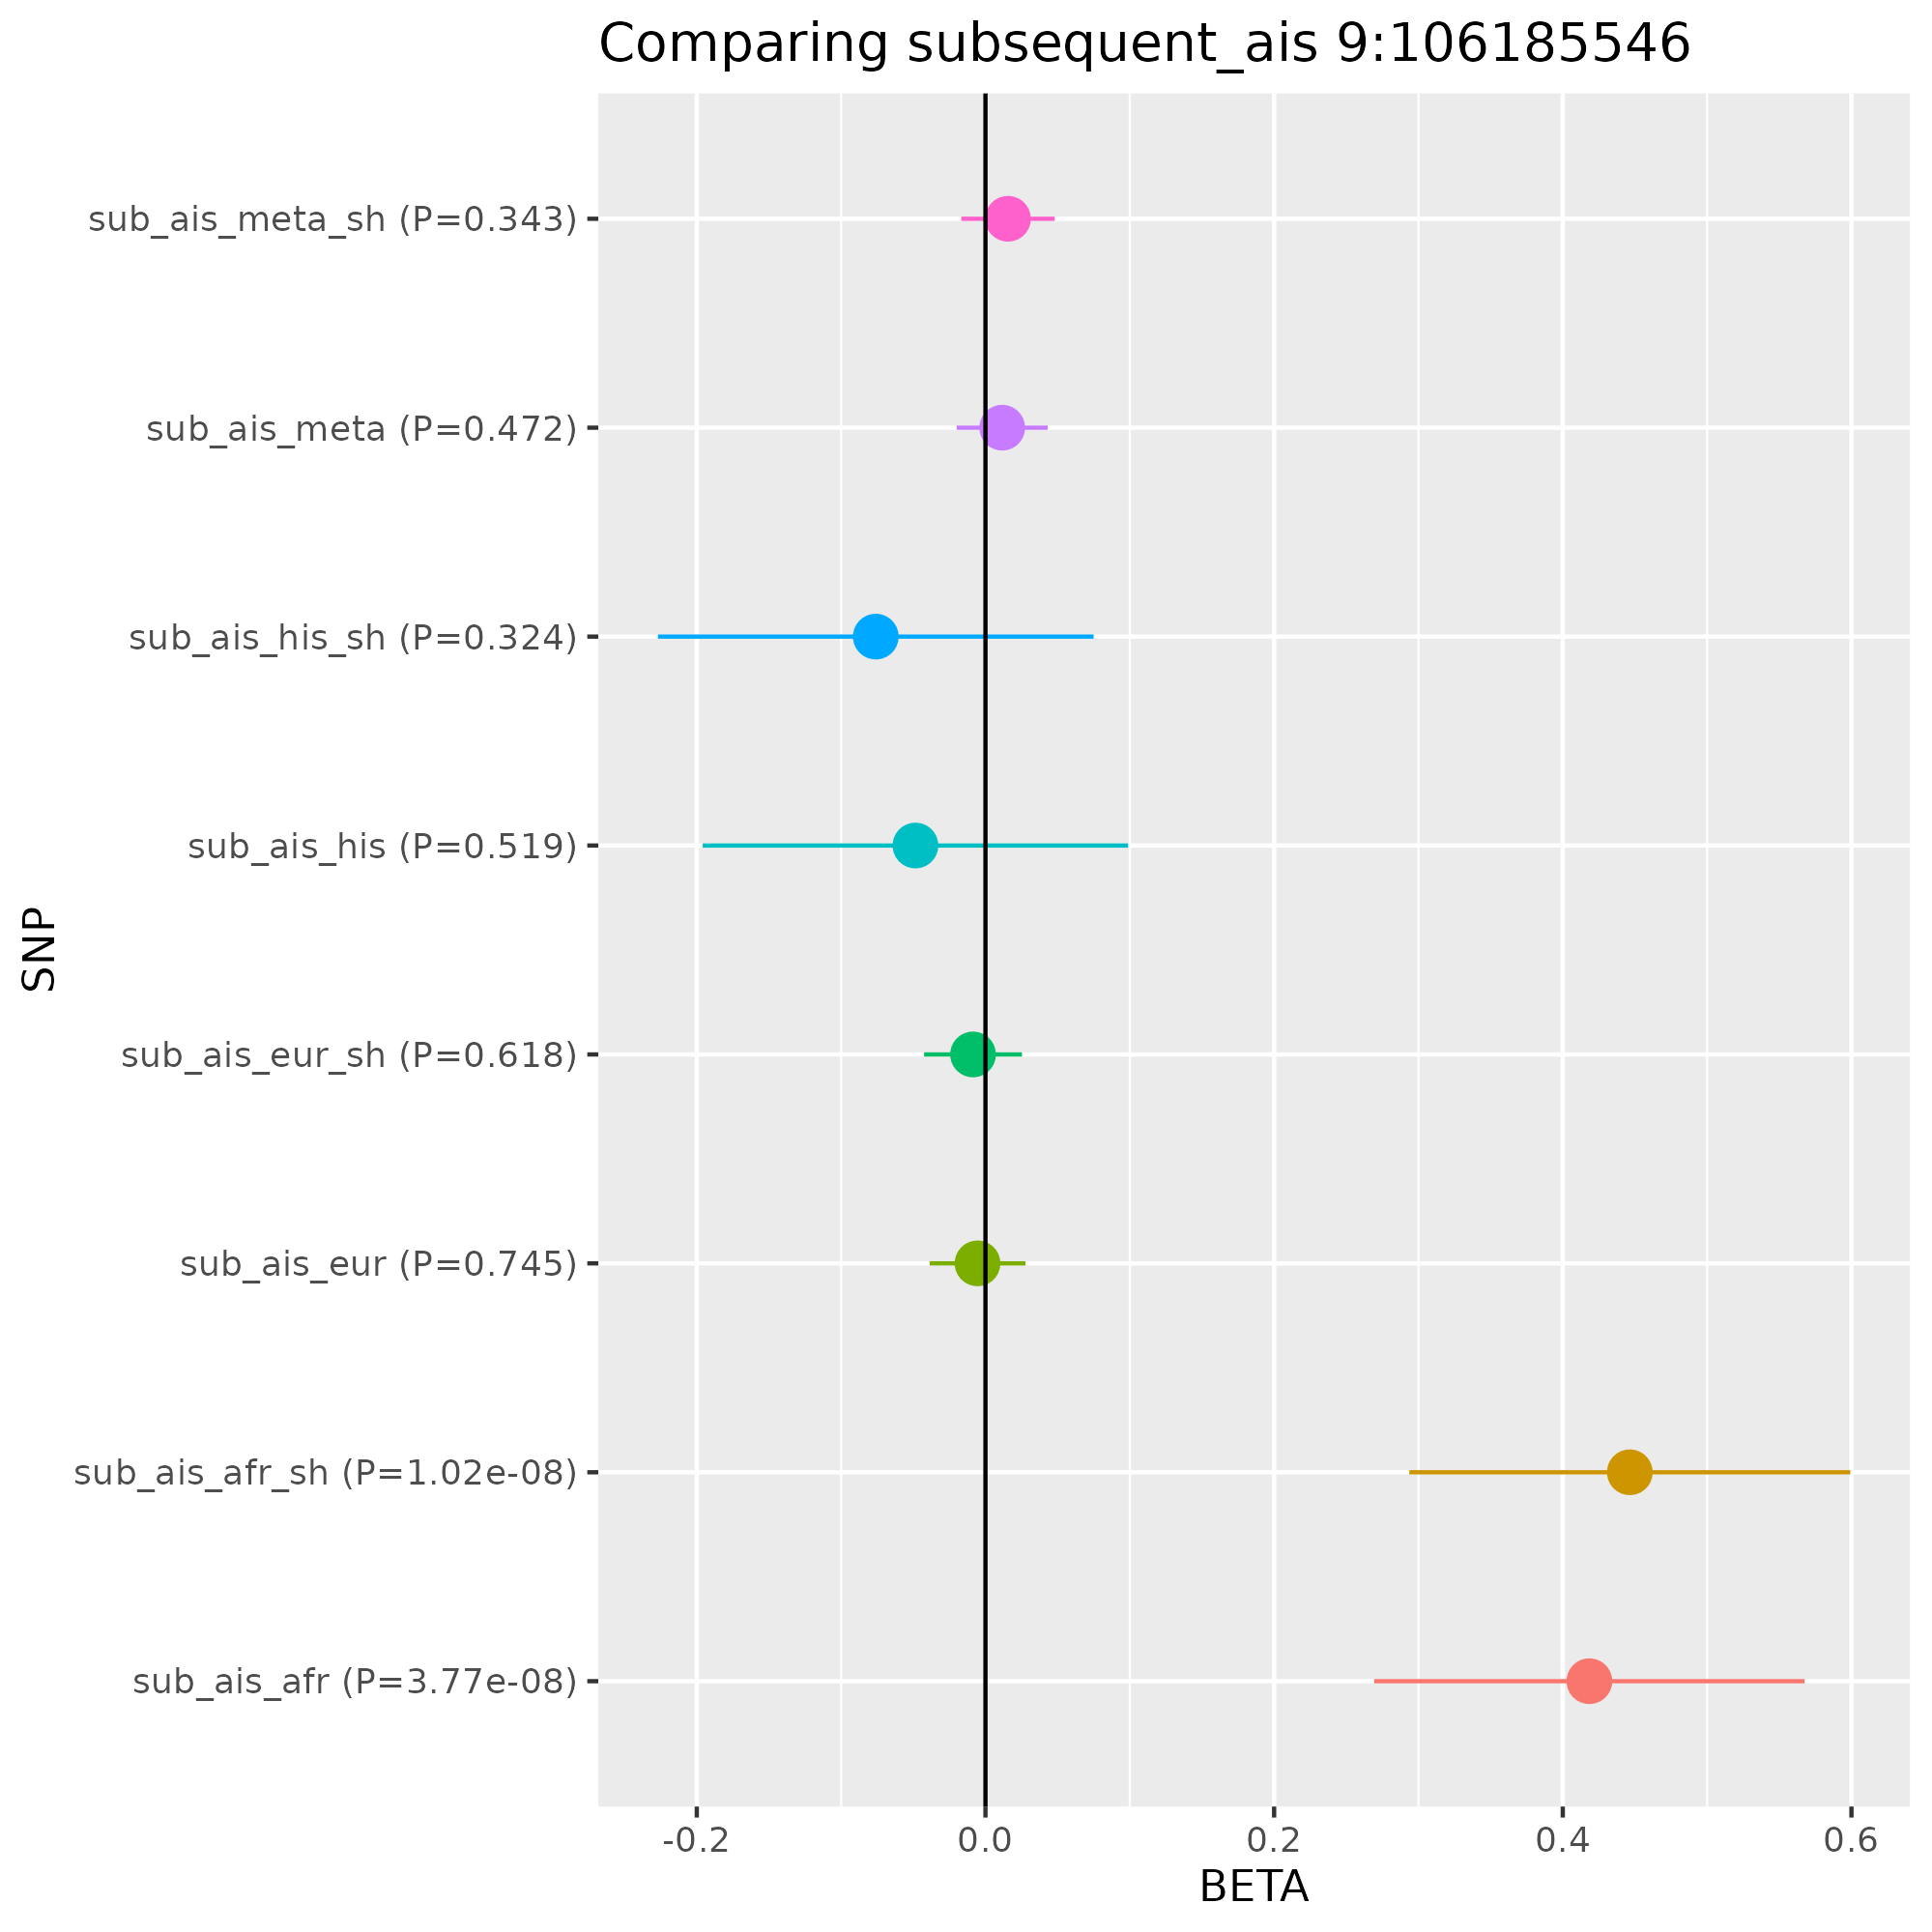 Comparing subsequent_ais 9:106185546
sub_ais_meta_sh (P=0.343)
sub_ais_meta (P=0.472)
sub_ais_his_sh (P=0.324)
sub_ais_his (P=0.519)
SNP
sub_ais_eur_sh (P=0.618)
sub_ais_eur (P=0.745)
sub_ais_afr_sh (P=1.02e-08)
sub_ais_afr (P=3.77e-08)
-0.2 0.0 0.2 0.4 0.6
BETA